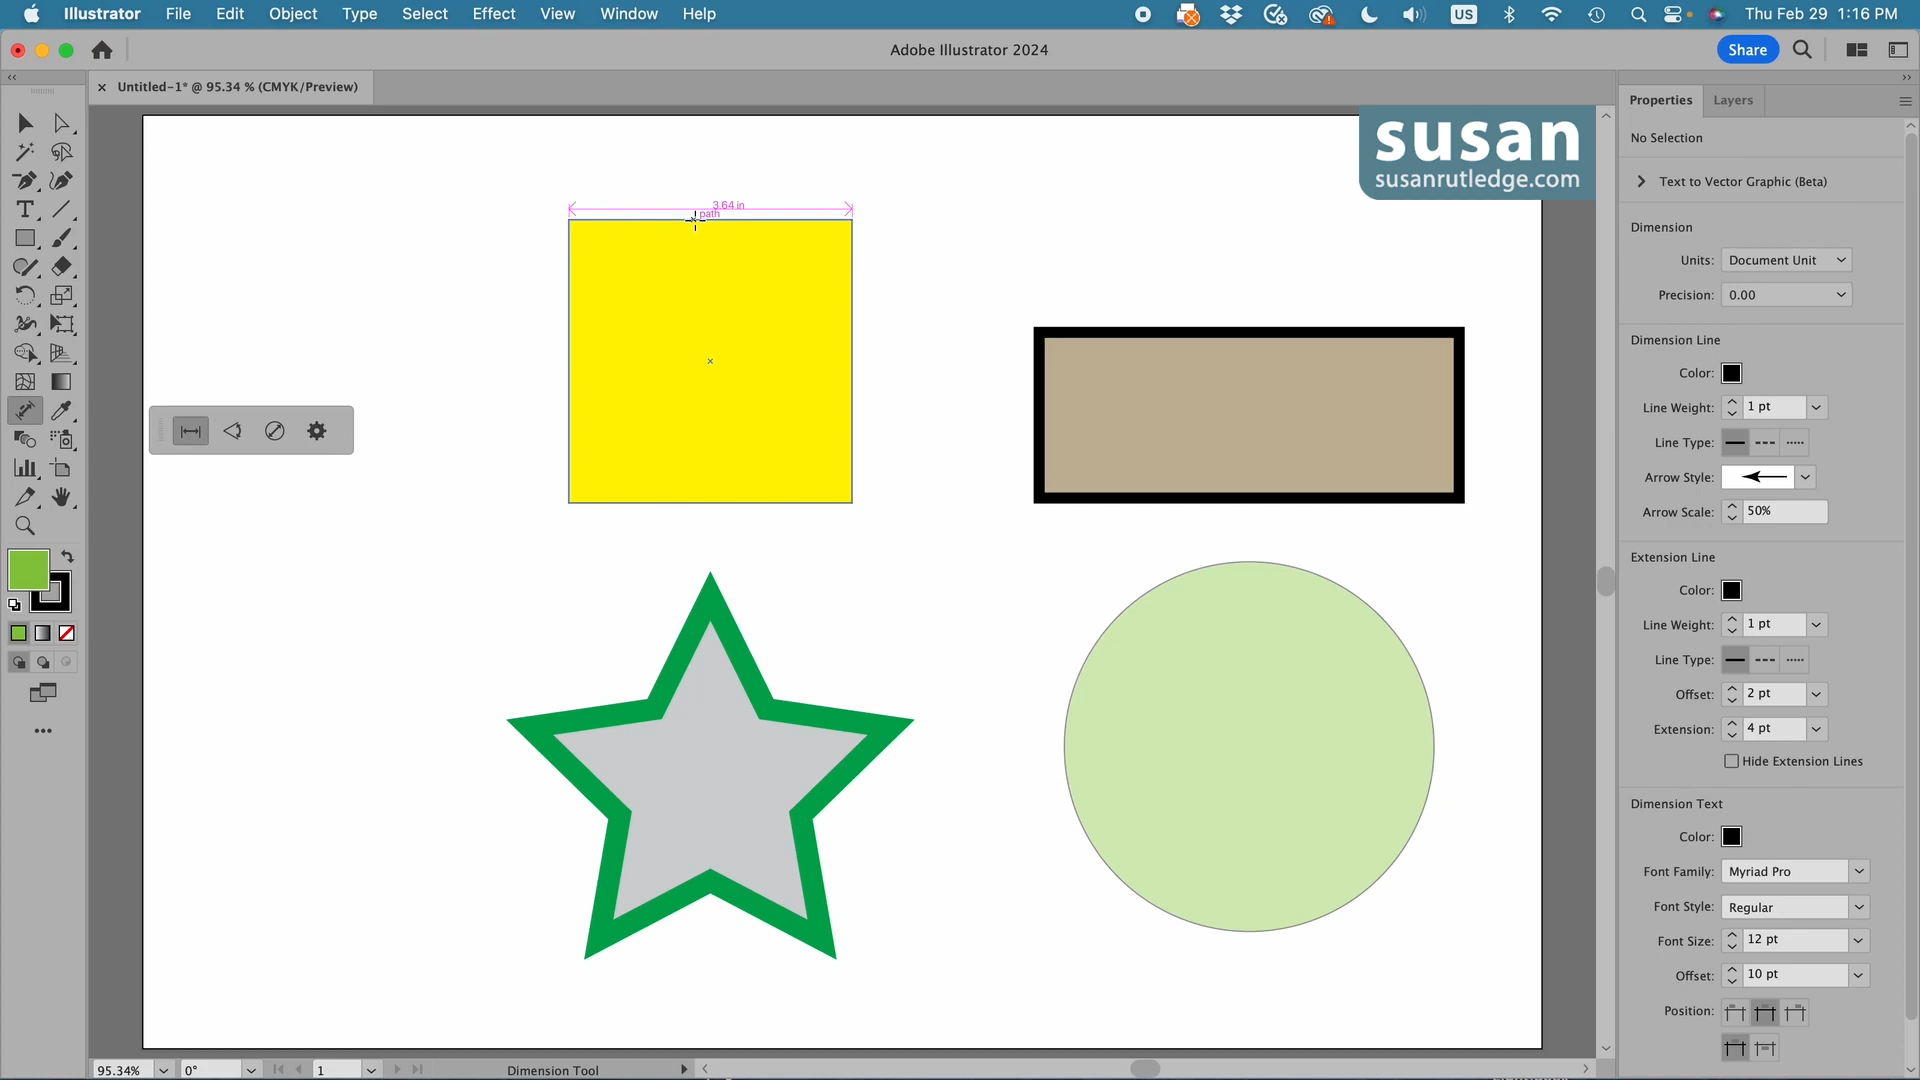 Illustrator File Edit Object Type Select Effect View Window Help US Thu Feb 29 1:16 PM
Adobe Illustrator 2024
Share
Untitled-1* @ 95.34 % (CMYK/Preview)
Properties Layers
No Selection
Text to Vector Graphic (Beta)
Dimension
Units: Document Unit
Precision: 0.00
Dimension Line
Color:
Line Weight: 1 pt
Line Type:
Arrow Style:
Arrow Scale: 50%
Extension Line
Color:
Line Weight: 1 pt
Line Type:
Offset: 2 pt
Extension: 4 pt
Hide Extension Lines
Dimension Text
Color:
Font Family: Myriad Pro
Font Style: Regular
Font Size: 12 pt
Offset: 10 pt
Position:
susan
susanrutledge.com
3.64 in
path
95.34% 0° 1 Dimension Tool